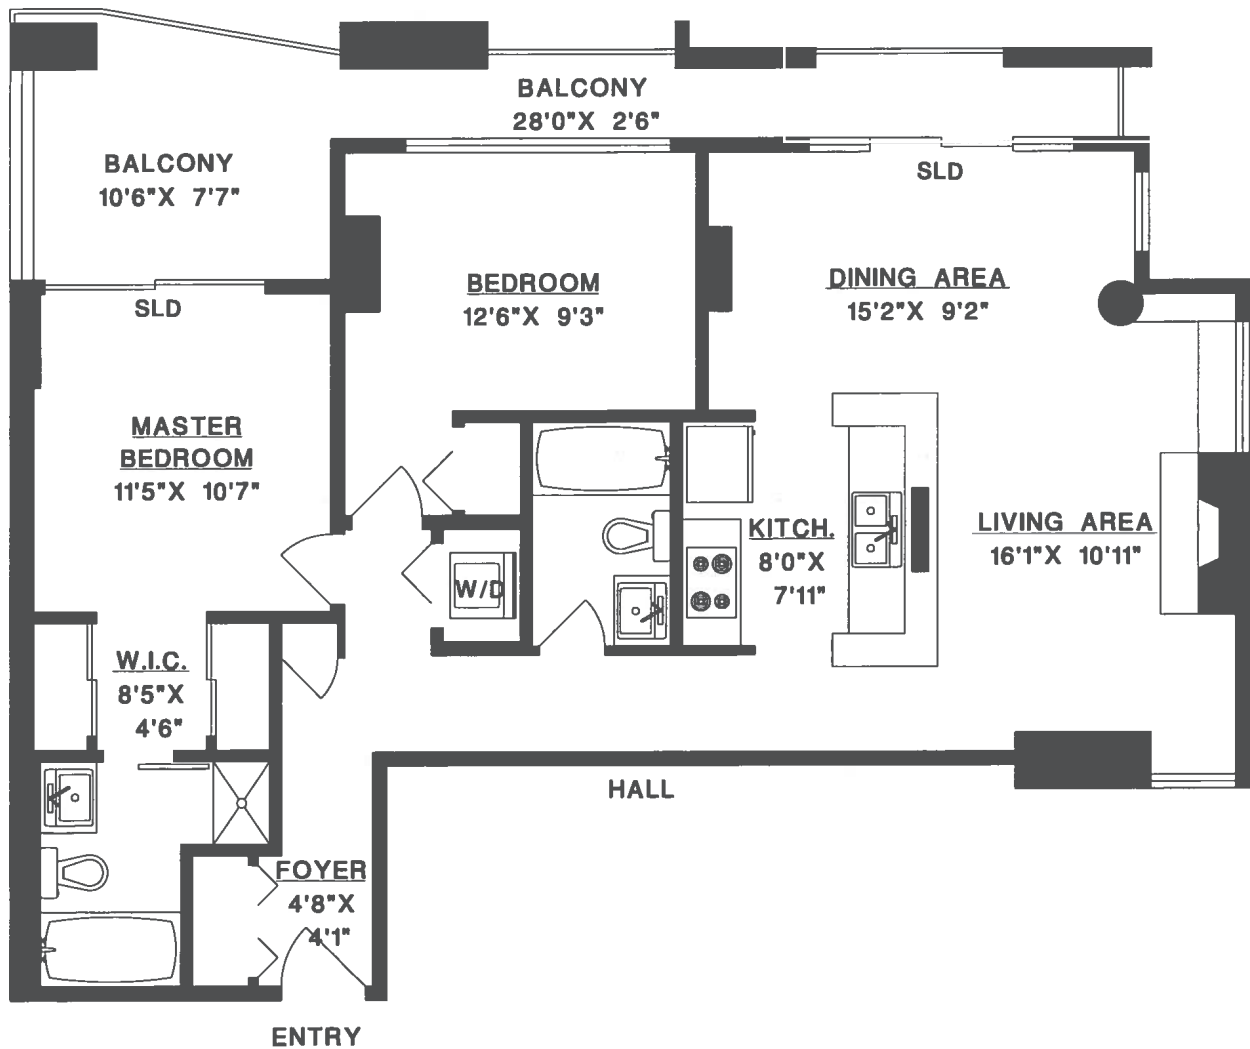 BALCONY
28'0"X 2'6"
BALCONY
10'6"X 7'7"
SLD
SLD
BEDROOM
12'6"X 9'3"
DINING AREA
15'2"X 9'2"
MASTER
BEDROOM
11'5"X 10'7"
KITCH.
8'0"X
7'11"
LIVING AREA
16'1"X 10'11"
W/D
W.I.C.
8'5"X
4'6"
HALL
FOYER
4'8"X
4'1"
ENTRY